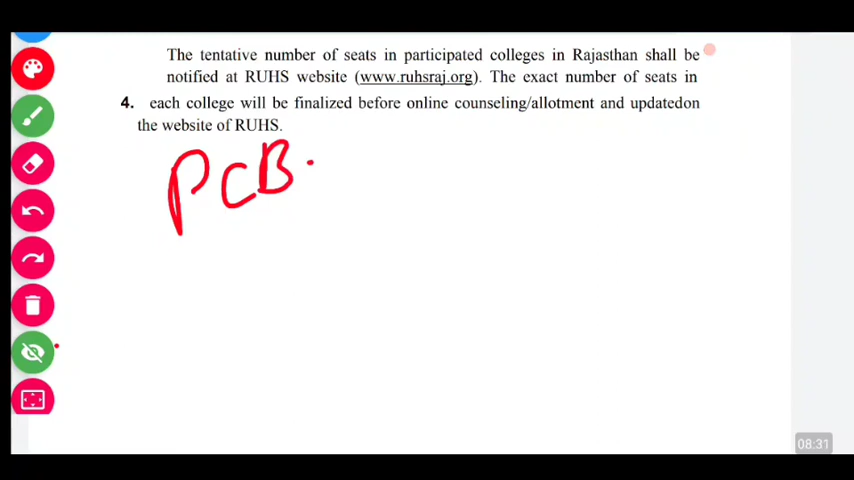 The tentative number of seats in participated colleges in Rajasthan shall be
notified at RUHS website (www.ruhsraj.org). The exact number of seats in
4. each college will be finalized before online counseling/allotment and updatedon
the website of RUHS.
PCB
08:31